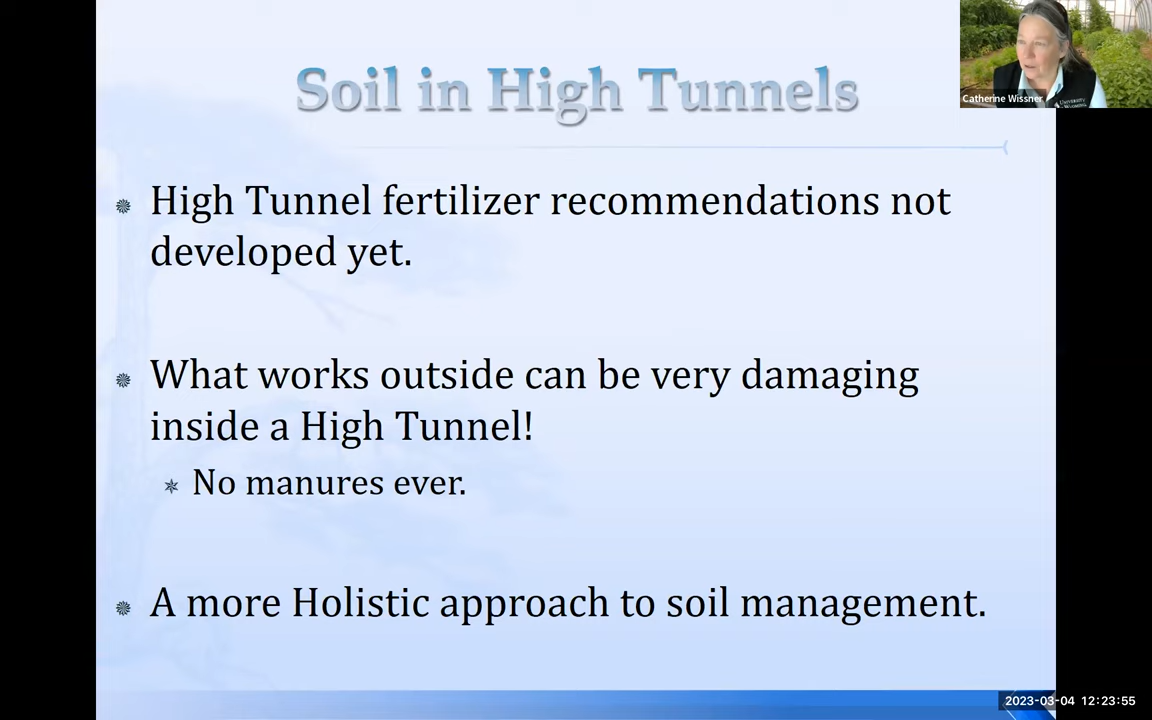 Soil in High Tunnels
Catherine Wissner
High Tunnel fertilizer recommendations not
developed yet.
What works outside can be very damaging
inside a High Tunnel!
No manures ever.
A more Holistic approach to soil management.
2023-03-04 12:23:55